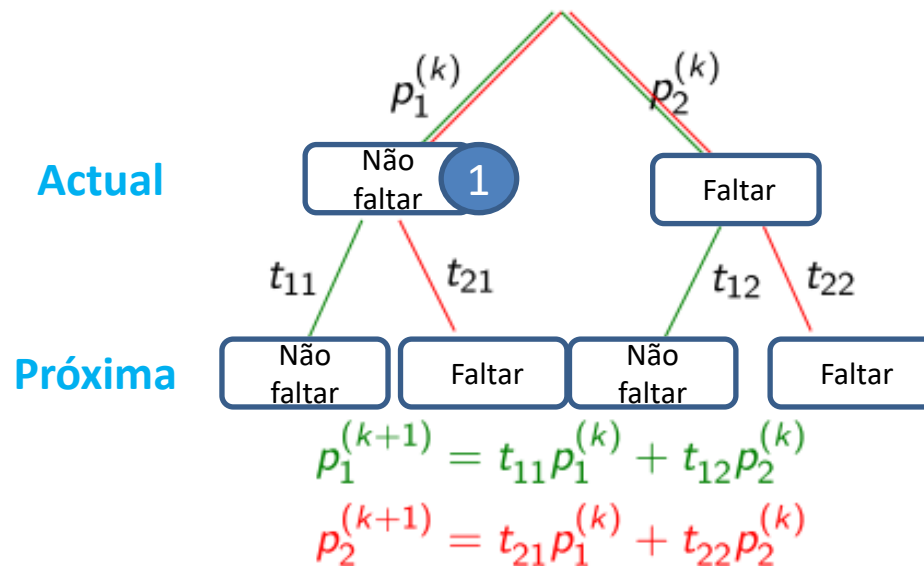 p_1^{(k)} p_2^{(k)}
Actual
Não
faltar
1
Faltar
t_{11} t_{21} t_{12} t_{22}
Próxima
Não
faltar
Faltar
Não
faltar
Faltar
p_1^{(k+1)} = t_{11}p_1^{(k)} + t_{12}p_2^{(k)}
p_2^{(k+1)} = t_{21}p_1^{(k)} + t_{22}p_2^{(k)}